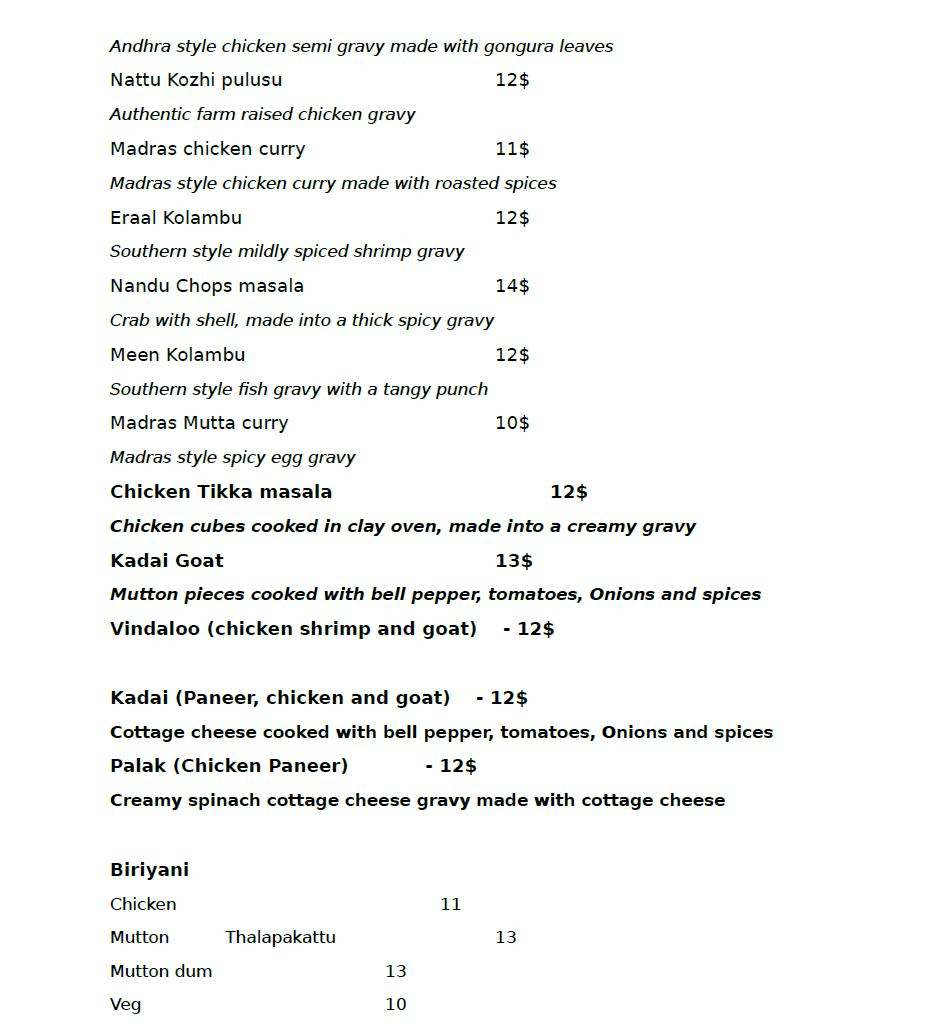 Andhra style chicken semi gravy made with gongura leaves
Nattu Kozhi pulusu 12$
Authentic farm raised chicken gravy
Madras chicken curry 11$
Madras style chicken curry made with roasted spices
Eraal Kolambu 12$
Southern style mildly spiced shrimp gravy
Nandu Chops masala 14$
Crab with shell, made into a thick spicy gravy
Meen Kolambu 12$
Southern style fish gravy with a tangy punch
Madras Mutta curry 10$
Madras style spicy egg gravy
Chicken Tikka masala 12$
Chicken cubes cooked in clay oven, made into a creamy gravy
Kadai Goat 13$
Mutton pieces cooked with bell pepper, tomatoes, Onions and spices
Vindaloo (chicken shrimp and goat) - 12$
Kadai (Paneer, chicken and goat) - 12$
Cottage cheese cooked with bell pepper, tomatoes, Onions and spices
Palak (Chicken Paneer) - 12$
Creamy spinach cottage cheese gravy made with cottage cheese
Biriyani
Chicken 11
Mutton Thalapakattu 13
Mutton dum 13
Veg 10